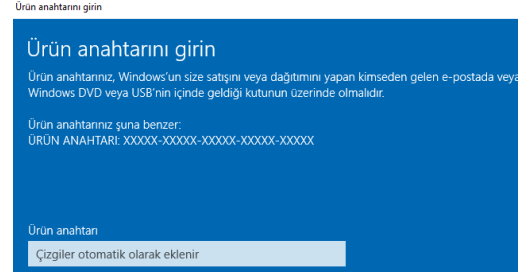 Ürün anahtarını girin
Ürün anahtarını girin
Ürün anahtarınız, Windows'un size satışını veya dağıtımını yapan kimseden gelen e-postada veya
Windows DVD veya USB'nin içinde geldiği kutunun üzerinde olmalıdır.
Ürün anahtarınız şuna benzer:
ÜRÜN ANAHTARI: XXXXX-XXXXX-XXXXX-XXXXX-XXXXX
Ürün anahtarı
Çizgiler otomatik olarak eklenir